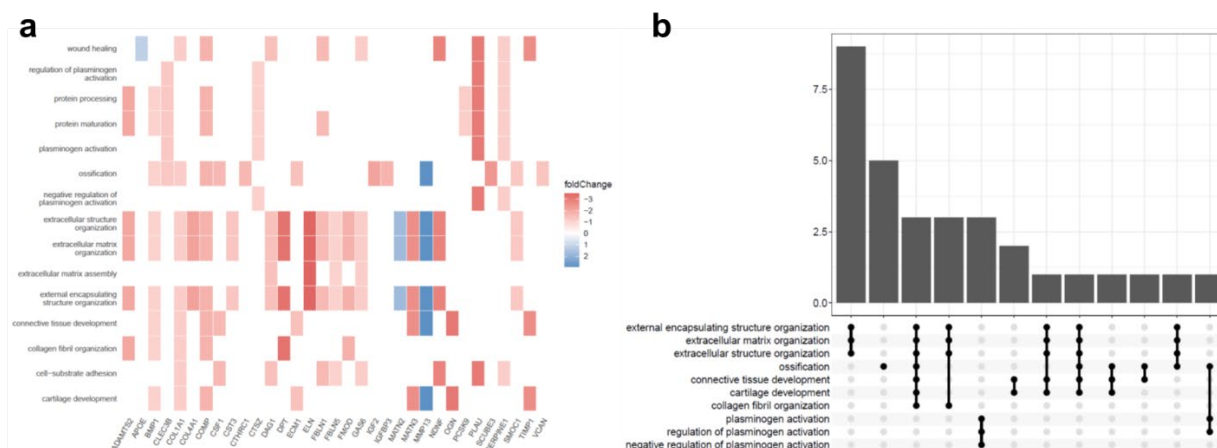 a
wound healing
regulation of plasminogen
activation
protein processing
protein maturation
plasminogen activation
ossification
negative regulation of
plasminogen activation
extracellular structure
organization
extracellular matrix
organization
extracellular matrix assembly
external encapsulating
structure organization
connective tissue development
collagen fibril organization
cell-substrate adhesion
cartilage development
ADAMTS2
APOE
BMP1
CLEC3B
COL1A1
COL4A1
COMP
CSF1
CST3
CTHRC1
CTSZ
DAG1
DPT
ECM1
ELN
FBLN1
FBLN5
FMOD
GAS6
IGF2
IGFBP3
MATN2
MATN3
MMP13
NDNF
OGN
PCSK9
PLAU
SCUBE3
SERPINE1
SMOC1
TIMP1
VCAN
foldChange
-3
-2
-1
0
1
2
b
7.5
5.0
2.5
0.0
external encapsulating structure organization
extracellular matrix organization
extracellular structure organization
ossification
connective tissue development
cartilage development
collagen fibril organization
plasminogen activation
regulation of plasminogen activation
negative regulation of plasminogen activation